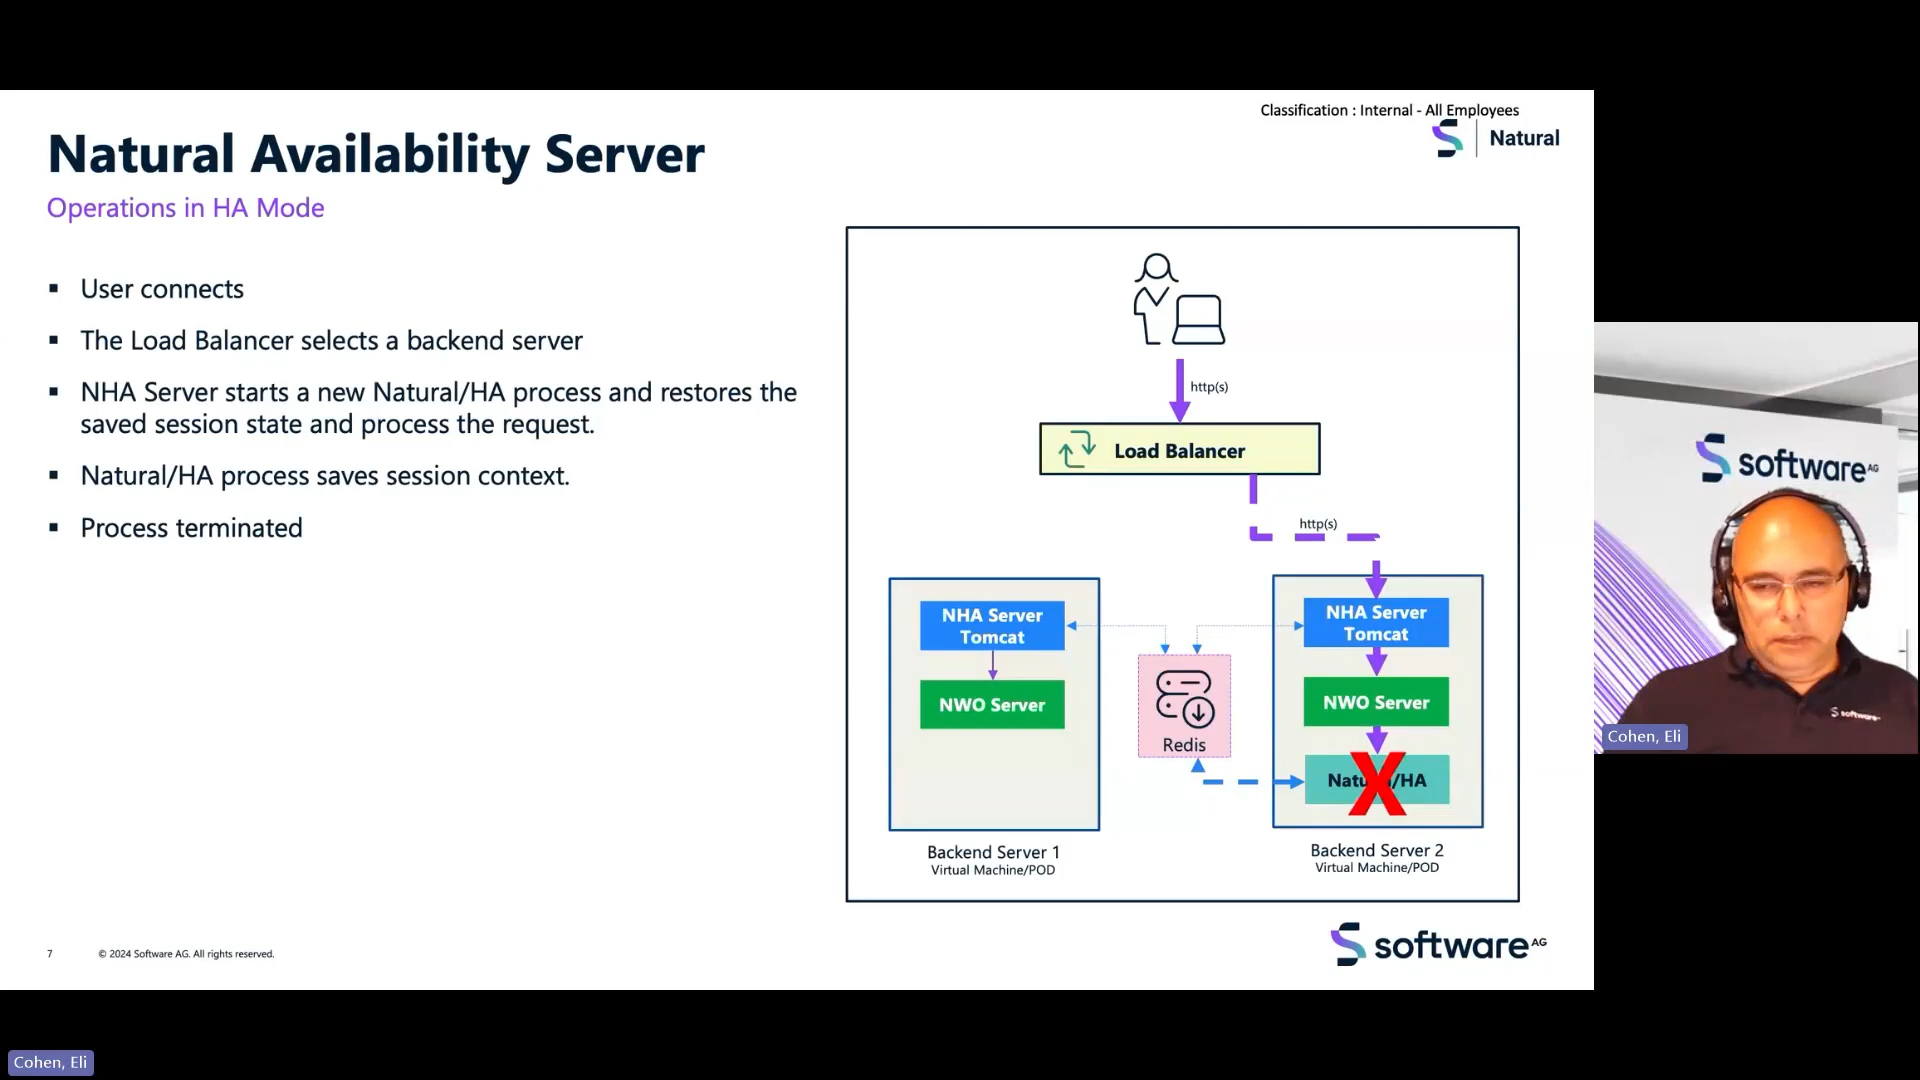 Classification : Internal - All Employees
Natural
Natural Availability Server
Operations in HA Mode
▪ User connects
▪ The Load Balancer selects a backend server
▪ NHA Server starts a new Natural/HA process and restores the
saved session state and process the request.
▪ Natural/HA process saves session context.
▪ Process terminated
http(s)
Load Balancer
http(s)
NHA Server
Tomcat
NWO Server
Backend Server 1
Virtual Machine/POD
Redis
NHA Server
Tomcat
NWO Server
Natural/HA
X
Backend Server 2
Virtual Machine/POD
7
© 2024 Software AG. All rights reserved.
software AG
software AG
software
Cohen, Eli
Cohen, Eli